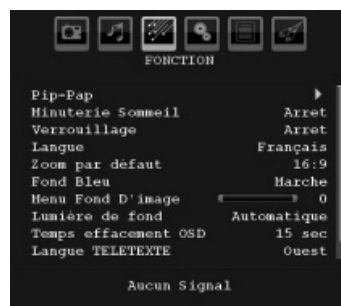 FONCTION
Pip-Pap
Minuterie Sommeil Arret
Verrouillage Arret
Langue Français
Zoom par défaut 16:9
Fond Bleu Marche
Menu Fond D'image 0
Lumière de fond Automatique
Temps effacement OSD 15 sec
Langue TELETEXTE Ouest
Aucun Signal